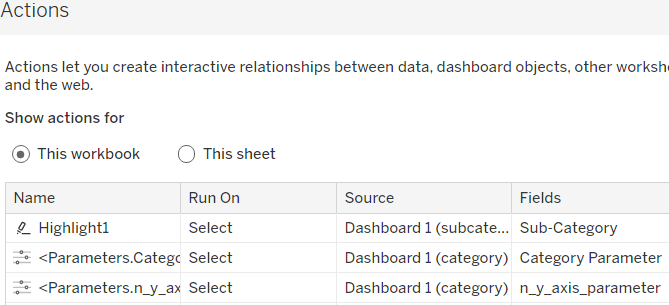 Actions
Actions let you create interactive relationships between data, dashboard objects, other workshe
and the web.
Show actions for
This workbook This sheet
Name Run On Source Fields
Highlight1 Select Dashboard 1 (subcate... Sub-Category
<Parameters.Catego Select Dashboard 1 (category) Category Parameter
<Parameters.n_y_ax Select Dashboard 1 (category) n_y_axis_parameter